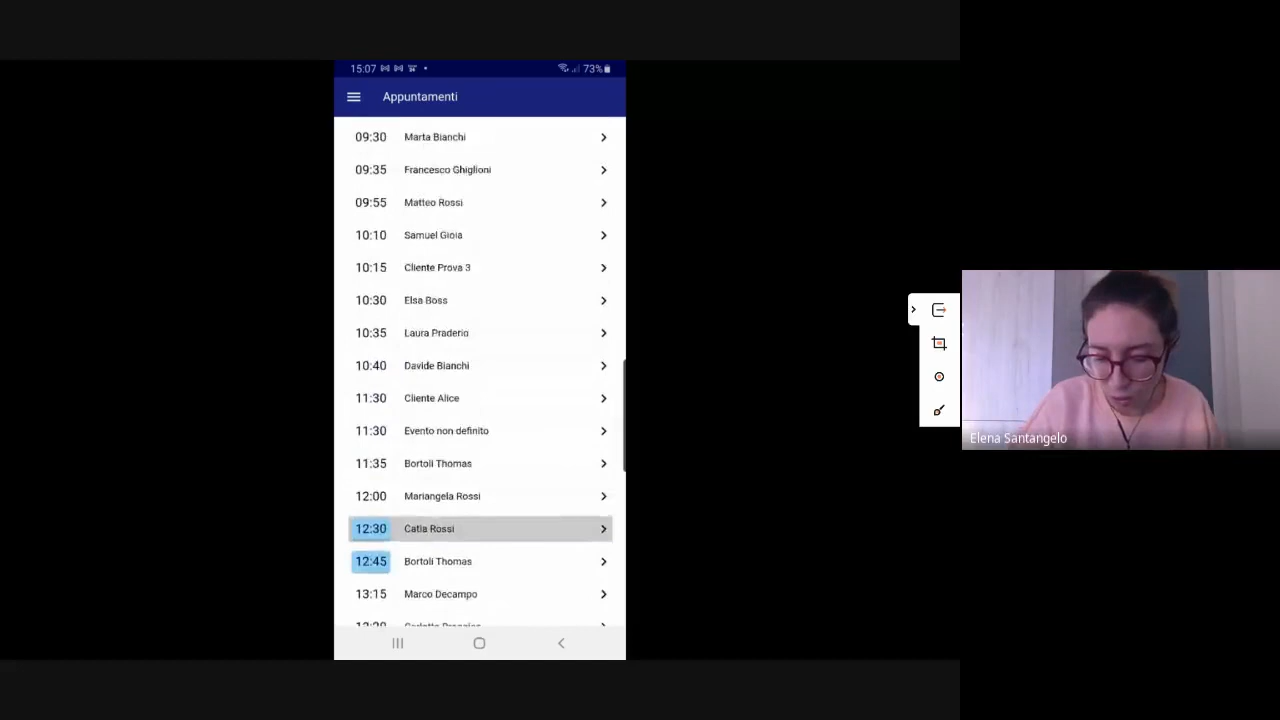 15:07
73%
Appuntamenti
09:30 Marta Bianchi
09:35 Francesco Ghiglioni
09:55 Matteo Rossi
10:10 Samuel Gioia
10:15 Cliente Prova 3
10:30 Elsa Boss
10:35 Laura Praderio
10:40 Davide Bianchi
11:30 Cliente Alice
11:30 Evento non definito
11:35 Bortoli Thomas
12:00 Mariangela Rossi
12:30 Catia Rossi
12:45 Bortoli Thomas
13:15 Marco Decampo
Elena Santangelo